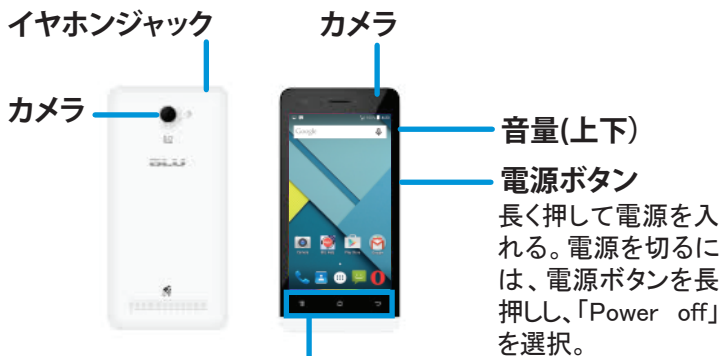 イヤホンジャック
カメラ
カメラ
BLU
Google
音量(上下)
電源ボタン
長く押して電源を入
れる。電源を切るに
は、電源ボタンを長
押しし、「Power off」
を選択。